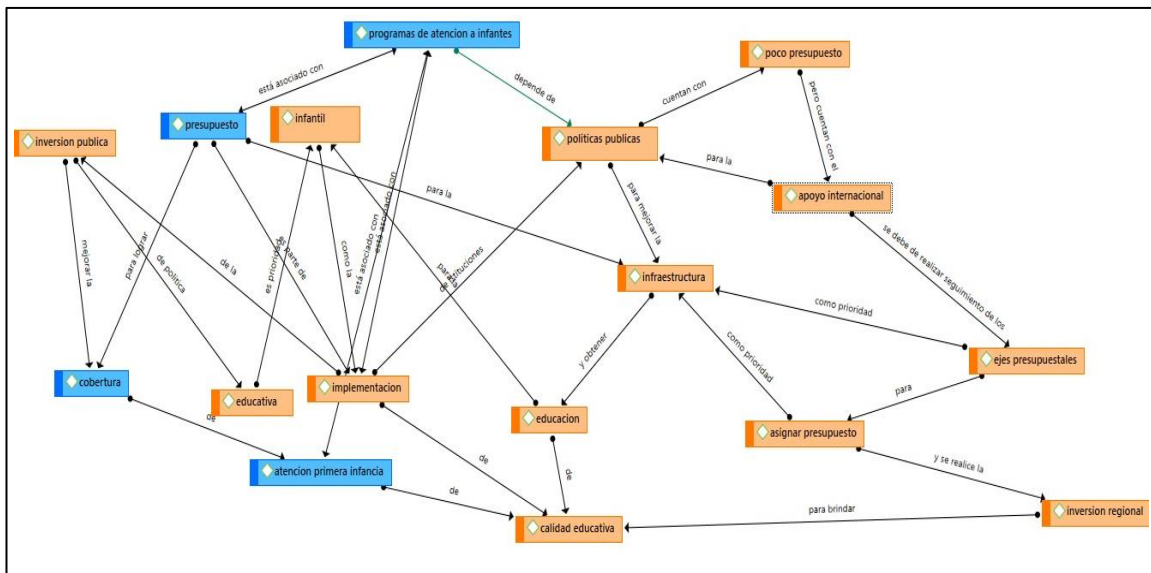 programas de atencion a infantes
poco presupuesto
está asociado con
depende de
cuentan con
pero cuentan con el
presupuesto
infantil
inversion publica
politicas publicas
para la
apoyo internacional
para la
para mejorar la
se debe de realizar seguimiento de los
mejorar la
para lograr
de politica
de la
es prioridad
es parte de
como la
está asociado con
está asociado con
infraestructura
como prioridad
como prioridad
y obtener
ejes presupuestales
cobertura
educativa
implementacion
educacion
para
asignar presupuesto
de
atencion primera infancia
de
de
de
y se realice la
inversion regional
para brindar
calidad educativa